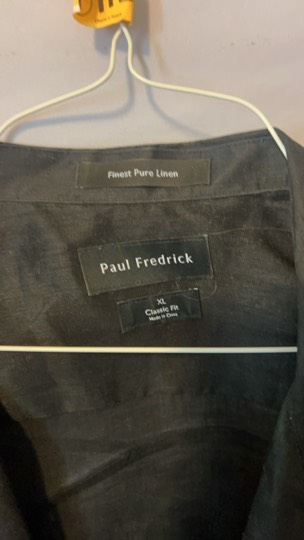 Finest Pure Linen
Paul Fredrick
XL
Classic Fit
Made in China